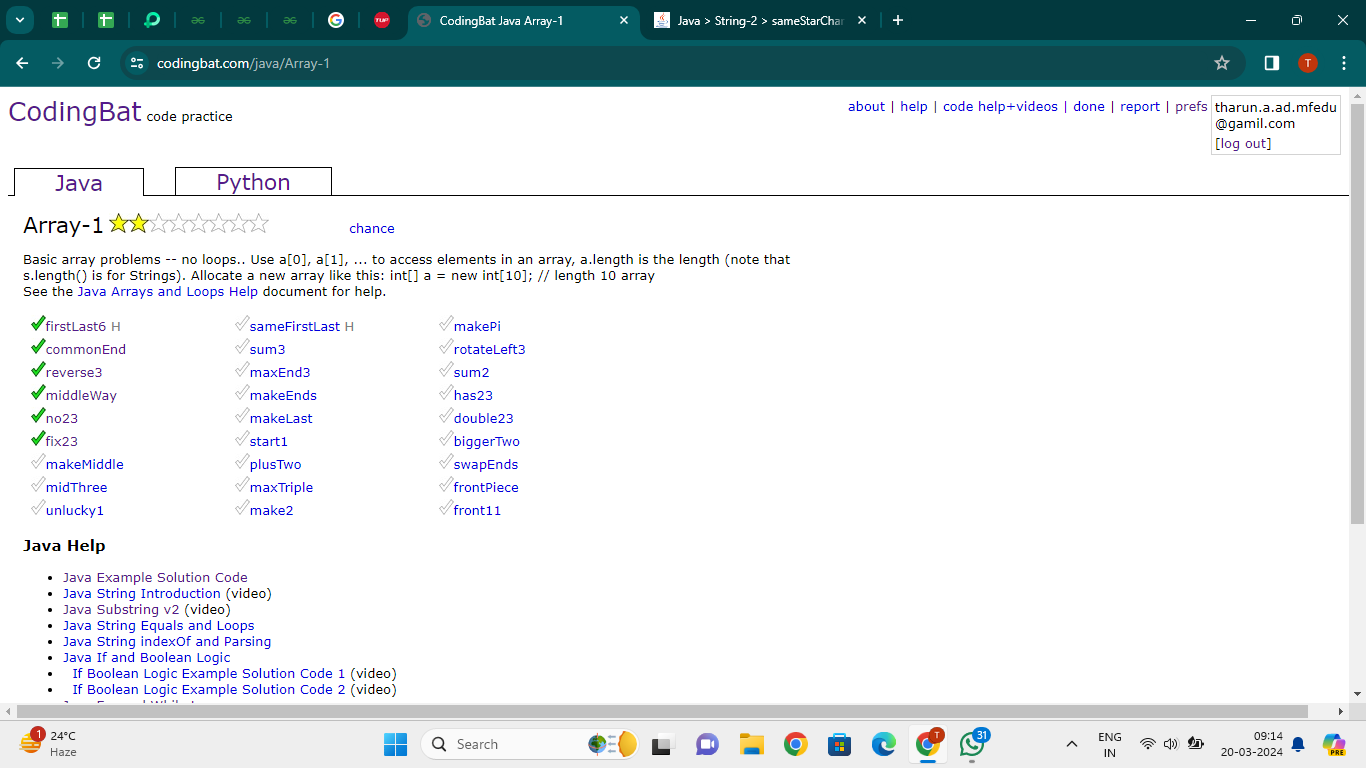 CodingBat Java Array-1
Java > String-2 > sameStarChar
codingbat.com/java/Array-1
T
CodingBat code practice
about | help | code help+videos | done | report | prefs
tharun.a.ad.mfedu
@gamil.com
[log out]
Java
Python
Array-1
chance
Basic array problems -- no loops.. Use a[0], a[1], ... to access elements in an array, a.length is the length (note that
s.length() is for Strings). Allocate a new array like this: int[] a = new int[10]; // length 10 array
See the Java Arrays and Loops Help document for help.
firstLast6 H sameFirstLast H makePi
commonEnd sum3 rotateLeft3
reverse3 maxEnd3 sum2
middleWay makeEnds has23
no23 makeLast double23
fix23 start1 biggerTwo
makeMiddle plusTwo swapEnds
midThree maxTriple frontPiece
unlucky1 make2 front11
Java Help
Java Example Solution Code
Java String Introduction (video)
Java Substring v2 (video)
Java String Equals and Loops
Java String indexOf and Parsing
Java If and Boolean Logic
If Boolean Logic Example Solution Code 1 (video)
If Boolean Logic Example Solution Code 2 (video)
1
24°C
Haze
Search
T
31
ENG
IN
09:14
20-03-2024
PRE